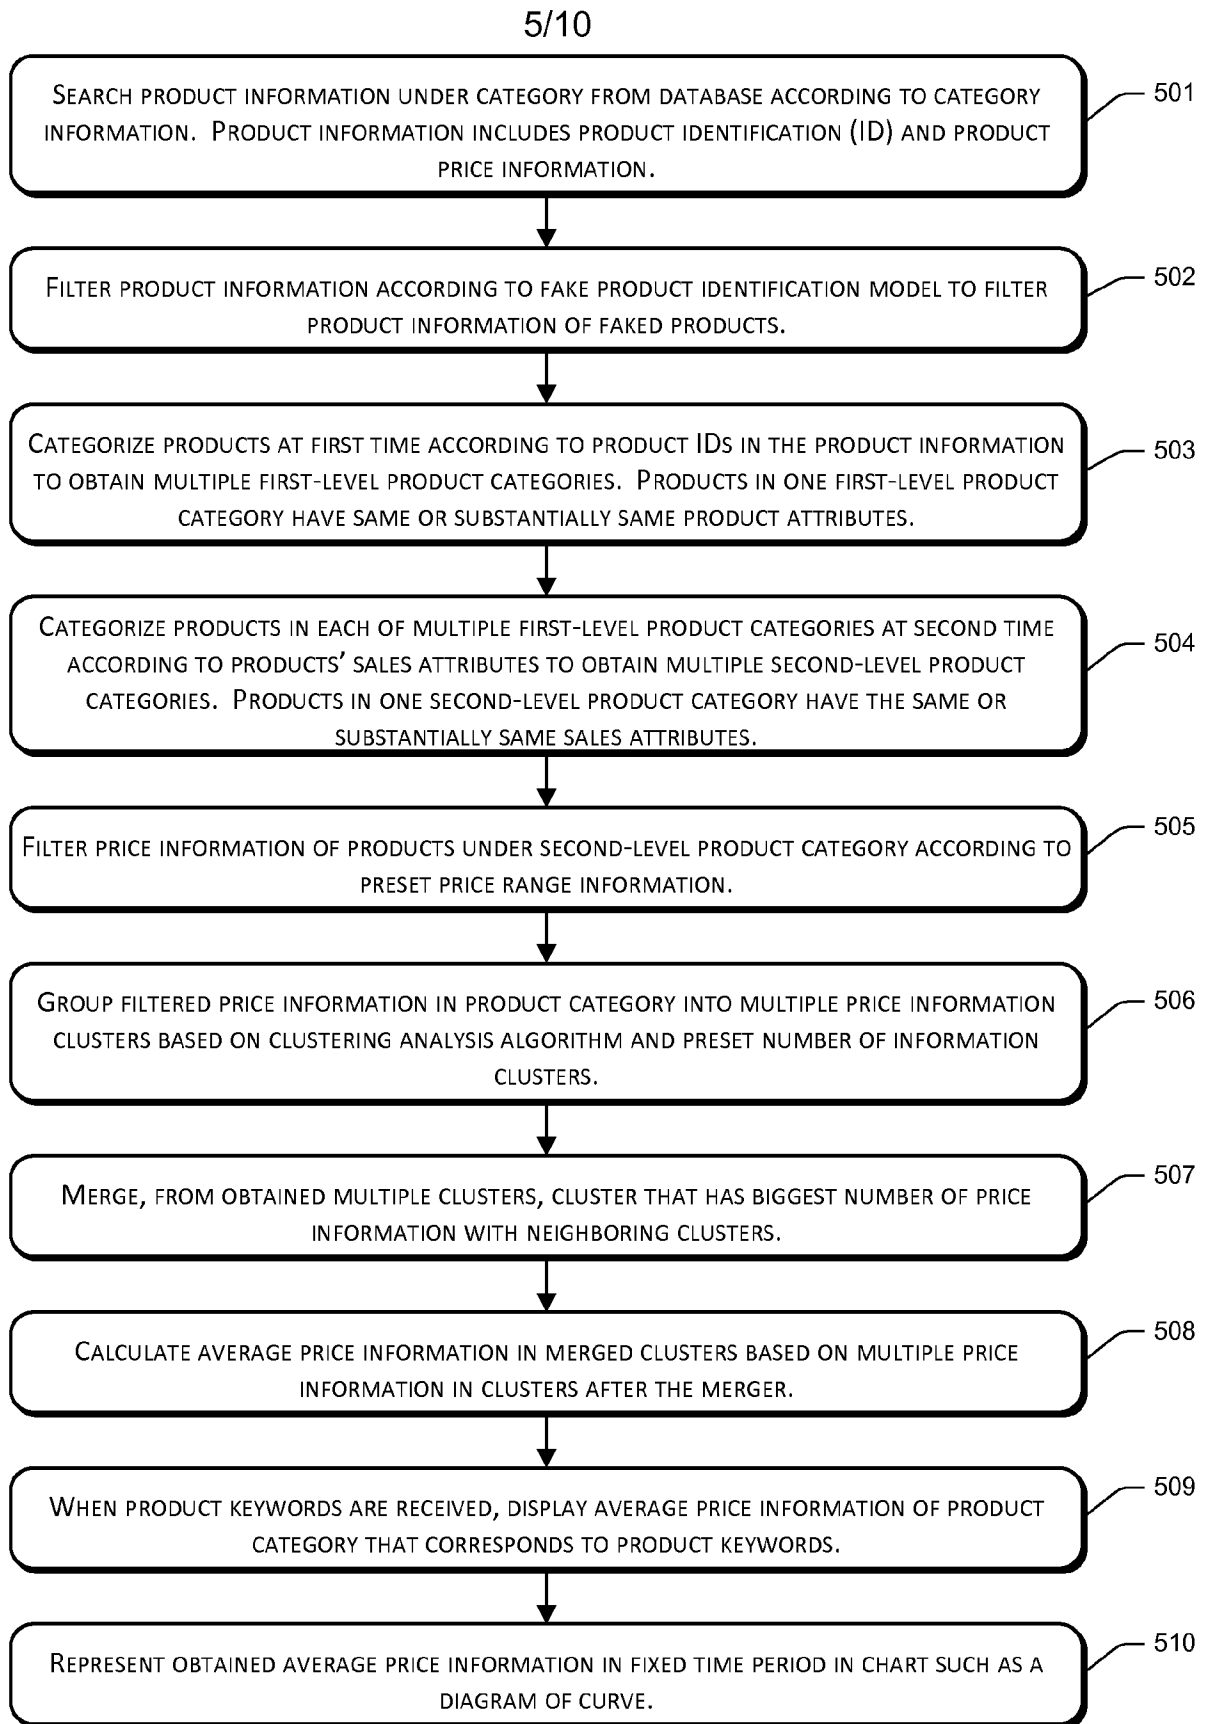 5/10
SEARCH PRODUCT INFORMATION UNDER CATEGORY FROM DATABASE ACCORDING TO CATEGORY
INFORMATION. PRODUCT INFORMATION INCLUDES PRODUCT IDENTIFICATION (ID) AND PRODUCT
PRICE INFORMATION.
501
FILTER PRODUCT INFORMATION ACCORDING TO FAKE PRODUCT IDENTIFICATION MODEL TO FILTER
PRODUCT INFORMATION OF FAKED PRODUCTS.
502
CATEGORIZE PRODUCTS AT FIRST TIME ACCORDING TO PRODUCT IDS IN THE PRODUCT INFORMATION
TO OBTAIN MULTIPLE FIRST-LEVEL PRODUCT CATEGORIES. PRODUCTS IN ONE FIRST-LEVEL PRODUCT
CATEGORY HAVE SAME OR SUBSTANTIALLY SAME PRODUCT ATTRIBUTES.
503
CATEGORIZE PRODUCTS IN EACH OF MULTIPLE FIRST-LEVEL PRODUCT CATEGORIES AT SECOND TIME
ACCORDING TO PRODUCTS' SALES ATTRIBUTES TO OBTAIN MULTIPLE SECOND-LEVEL PRODUCT
CATEGORIES. PRODUCTS IN ONE SECOND-LEVEL PRODUCT CATEGORY HAVE THE SAME OR
SUBSTANTIALLY SAME SALES ATTRIBUTES.
504
FILTER PRICE INFORMATION OF PRODUCTS UNDER SECOND-LEVEL PRODUCT CATEGORY ACCORDING TO
PRESET PRICE RANGE INFORMATION.
505
GROUP FILTERED PRICE INFORMATION IN PRODUCT CATEGORY INTO MULTIPLE PRICE INFORMATION
CLUSTERS BASED ON CLUSTERING ANALYSIS ALGORITHM AND PRESET NUMBER OF INFORMATION
CLUSTERS.
506
MERGE, FROM OBTAINED MULTIPLE CLUSTERS, CLUSTER THAT HAS BIGGEST NUMBER OF PRICE
INFORMATION WITH NEIGHBORING CLUSTERS.
507
CALCULATE AVERAGE PRICE INFORMATION IN MERGED CLUSTERS BASED ON MULTIPLE PRICE
INFORMATION IN CLUSTERS AFTER THE MERGER.
508
WHEN PRODUCT KEYWORDS ARE RECEIVED, DISPLAY AVERAGE PRICE INFORMATION OF PRODUCT
CATEGORY THAT CORRESPONDS TO PRODUCT KEYWORDS.
509
REPRESENT OBTAINED AVERAGE PRICE INFORMATION IN FIXED TIME PERIOD IN CHART SUCH AS A
DIAGRAM OF CURVE.
510